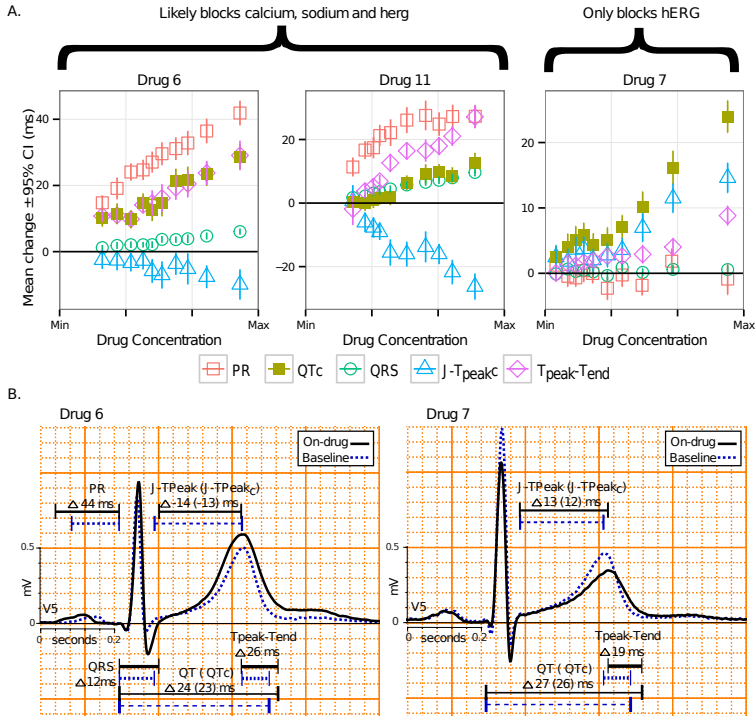 A.
Likely blocks calcium, sodium and herg
Only blocks hERG
Drug 6
Drug 11
Drug 7
Mean change ±95% CI (ms)
40
20
0
20
0
−20
20
10
0
Min
Max
Min
Max
Min
Max
Drug Concentration
Drug Concentration
Drug Concentration
PR
QTc
QRS
J-Tpeakc
Tpeak-Tend
B.
Drug 6
Drug 7
On-drug
Baseline
On-drug
Baseline
PR
Δ 44 ms
J-TPeak (J-TPeakc)
Δ -14 (-13) ms
J-TPeak (J-TPeakc)
Δ 13 (12) ms
0.5
mV
0
V5
0
seconds
0.2
0.5
mV
0
V5
0
seconds
0.2
QRS
Δ 12ms
Tpeak-Tend
Δ 26 ms
QT (QTc)
Δ 24 (23) ms
Tpeak-Tend
Δ 19 ms
QT (QTc)
Δ 27 (26) ms